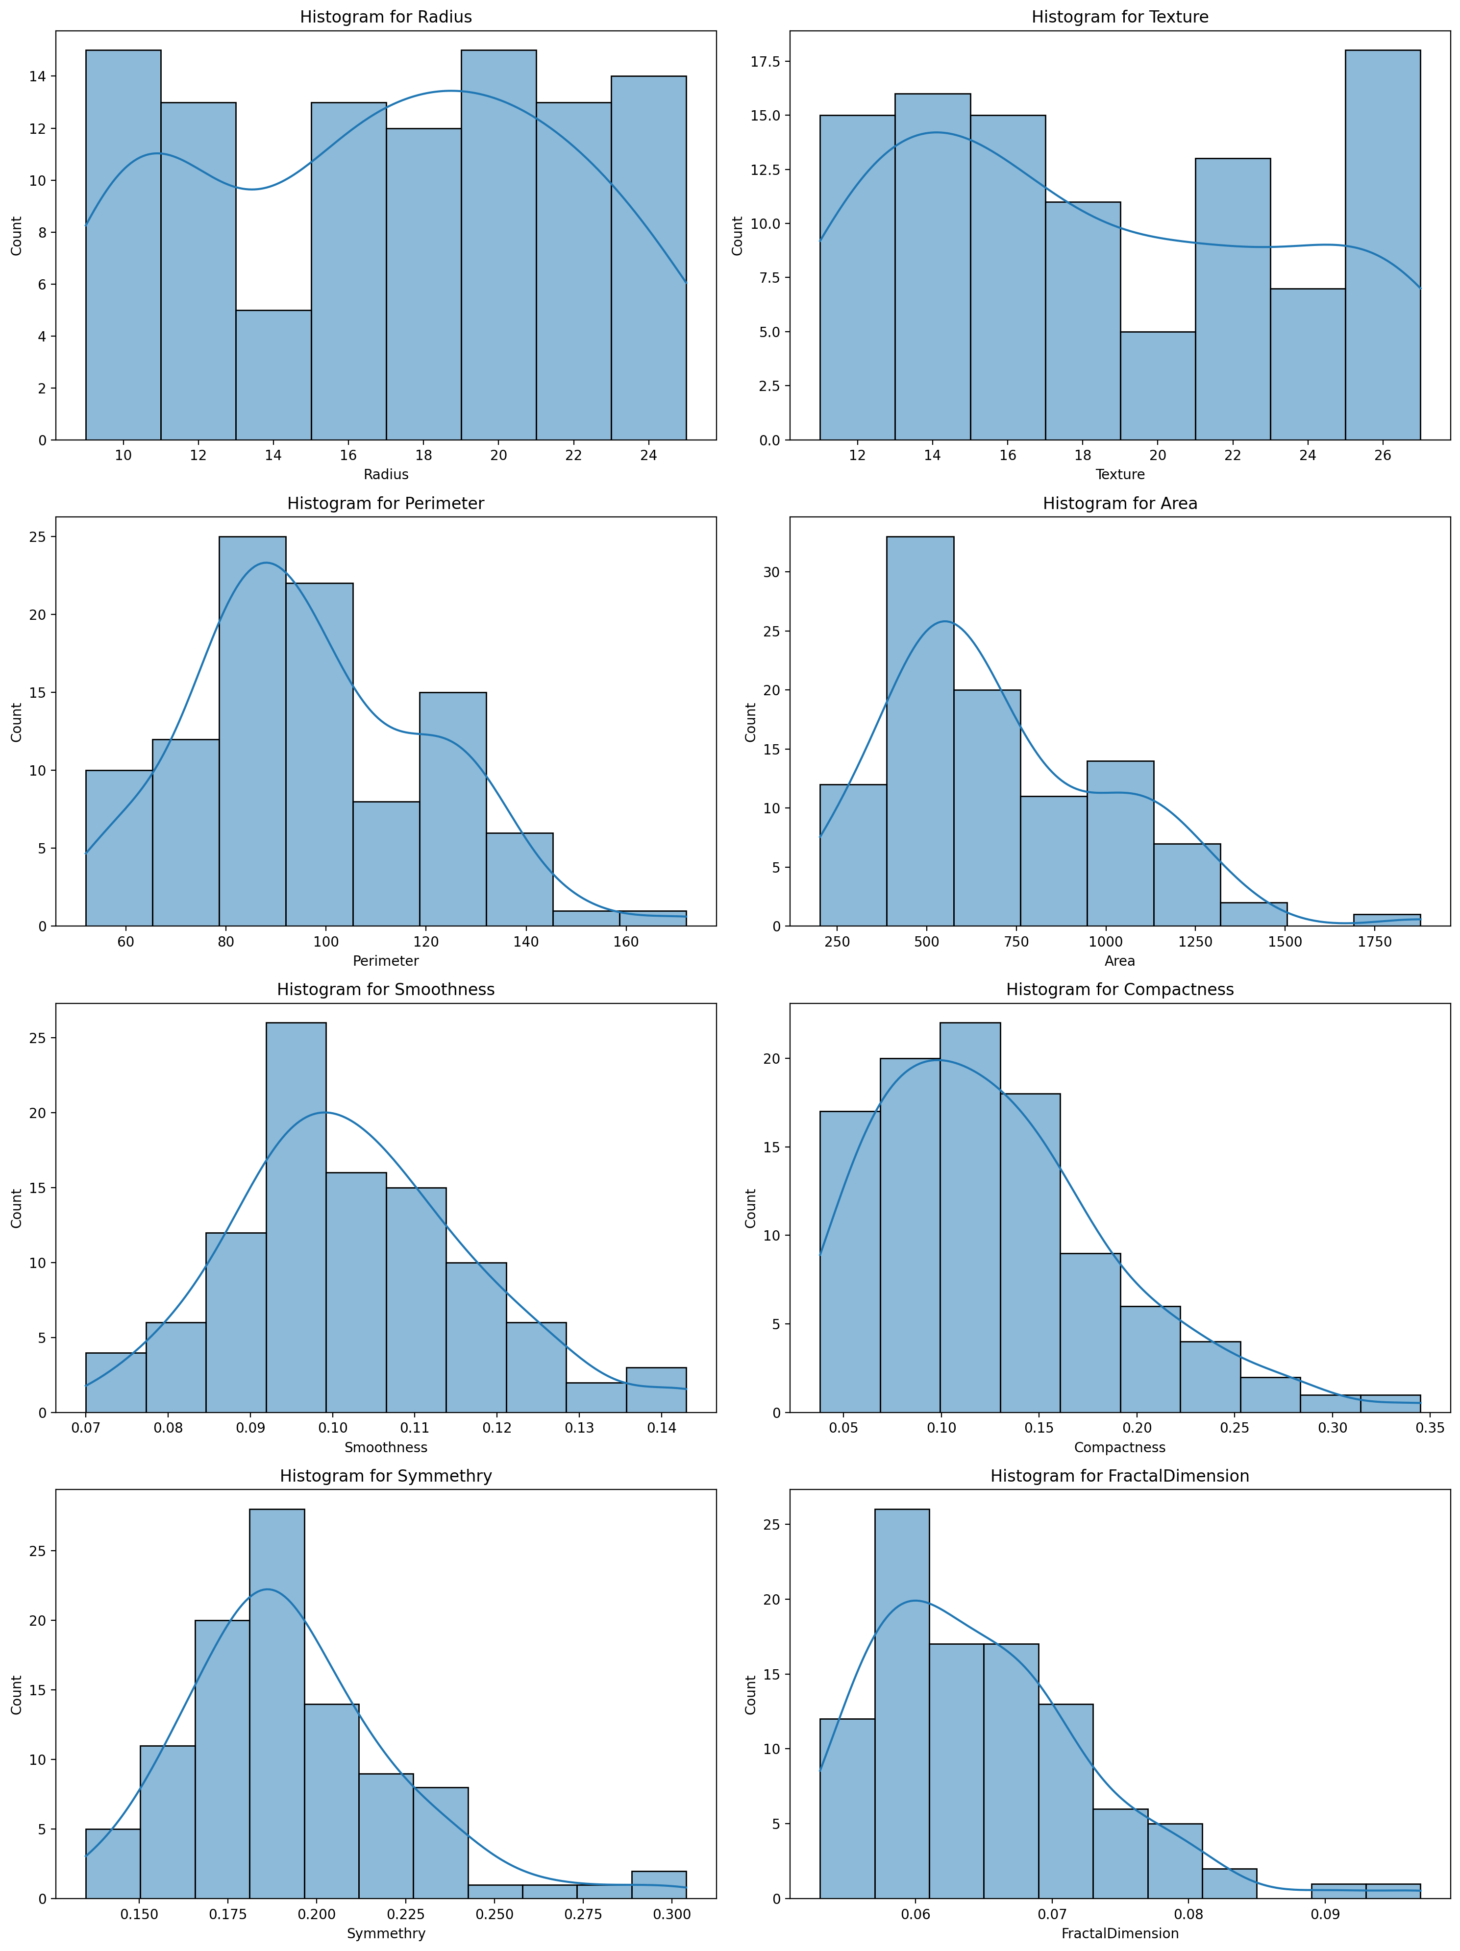 Histogram for Radius
14
12
10
8
6
4
2
0
Count
10 12 14 16 18 20 22 24
Radius
Histogram for Texture
17.5
15.0
12.5
10.0
7.5
5.0
2.5
0.0
Count
12 14 16 18 20 22 24 26
Texture
Histogram for Perimeter
25
20
15
10
5
0
Count
60 80 100 120 140 160
Perimeter
Histogram for Area
30
25
20
15
10
5
0
Count
250 500 750 1000 1250 1500 1750
Area
Histogram for Smoothness
25
20
15
10
5
0
Count
0.07 0.08 0.09 0.10 0.11 0.12 0.13 0.14
Smoothness
Histogram for Compactness
20
15
10
5
0
Count
0.05 0.10 0.15 0.20 0.25 0.30 0.35
Compactness
Histogram for Symmethry
25
20
15
10
5
0
Count
0.150 0.175 0.200 0.225 0.250 0.275 0.300
Symmethry
Histogram for FractalDimension
25
20
15
10
5
0
Count
0.06 0.07 0.08 0.09
FractalDimension